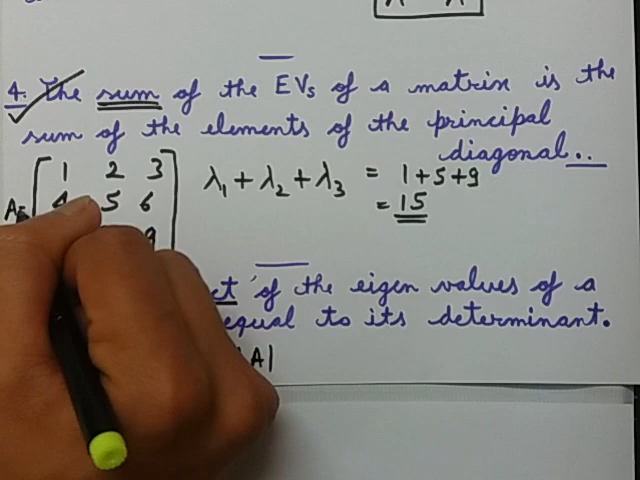 4. The sum of the EVs of a matrix is the
sum of the elements of the principal
diagonal..
A= 1 2 3
4 5 6
9
λ₁+λ₂+λ₃ = 1+5+9
= 15
of the eigen values of a
equal to its determinant.
|A|